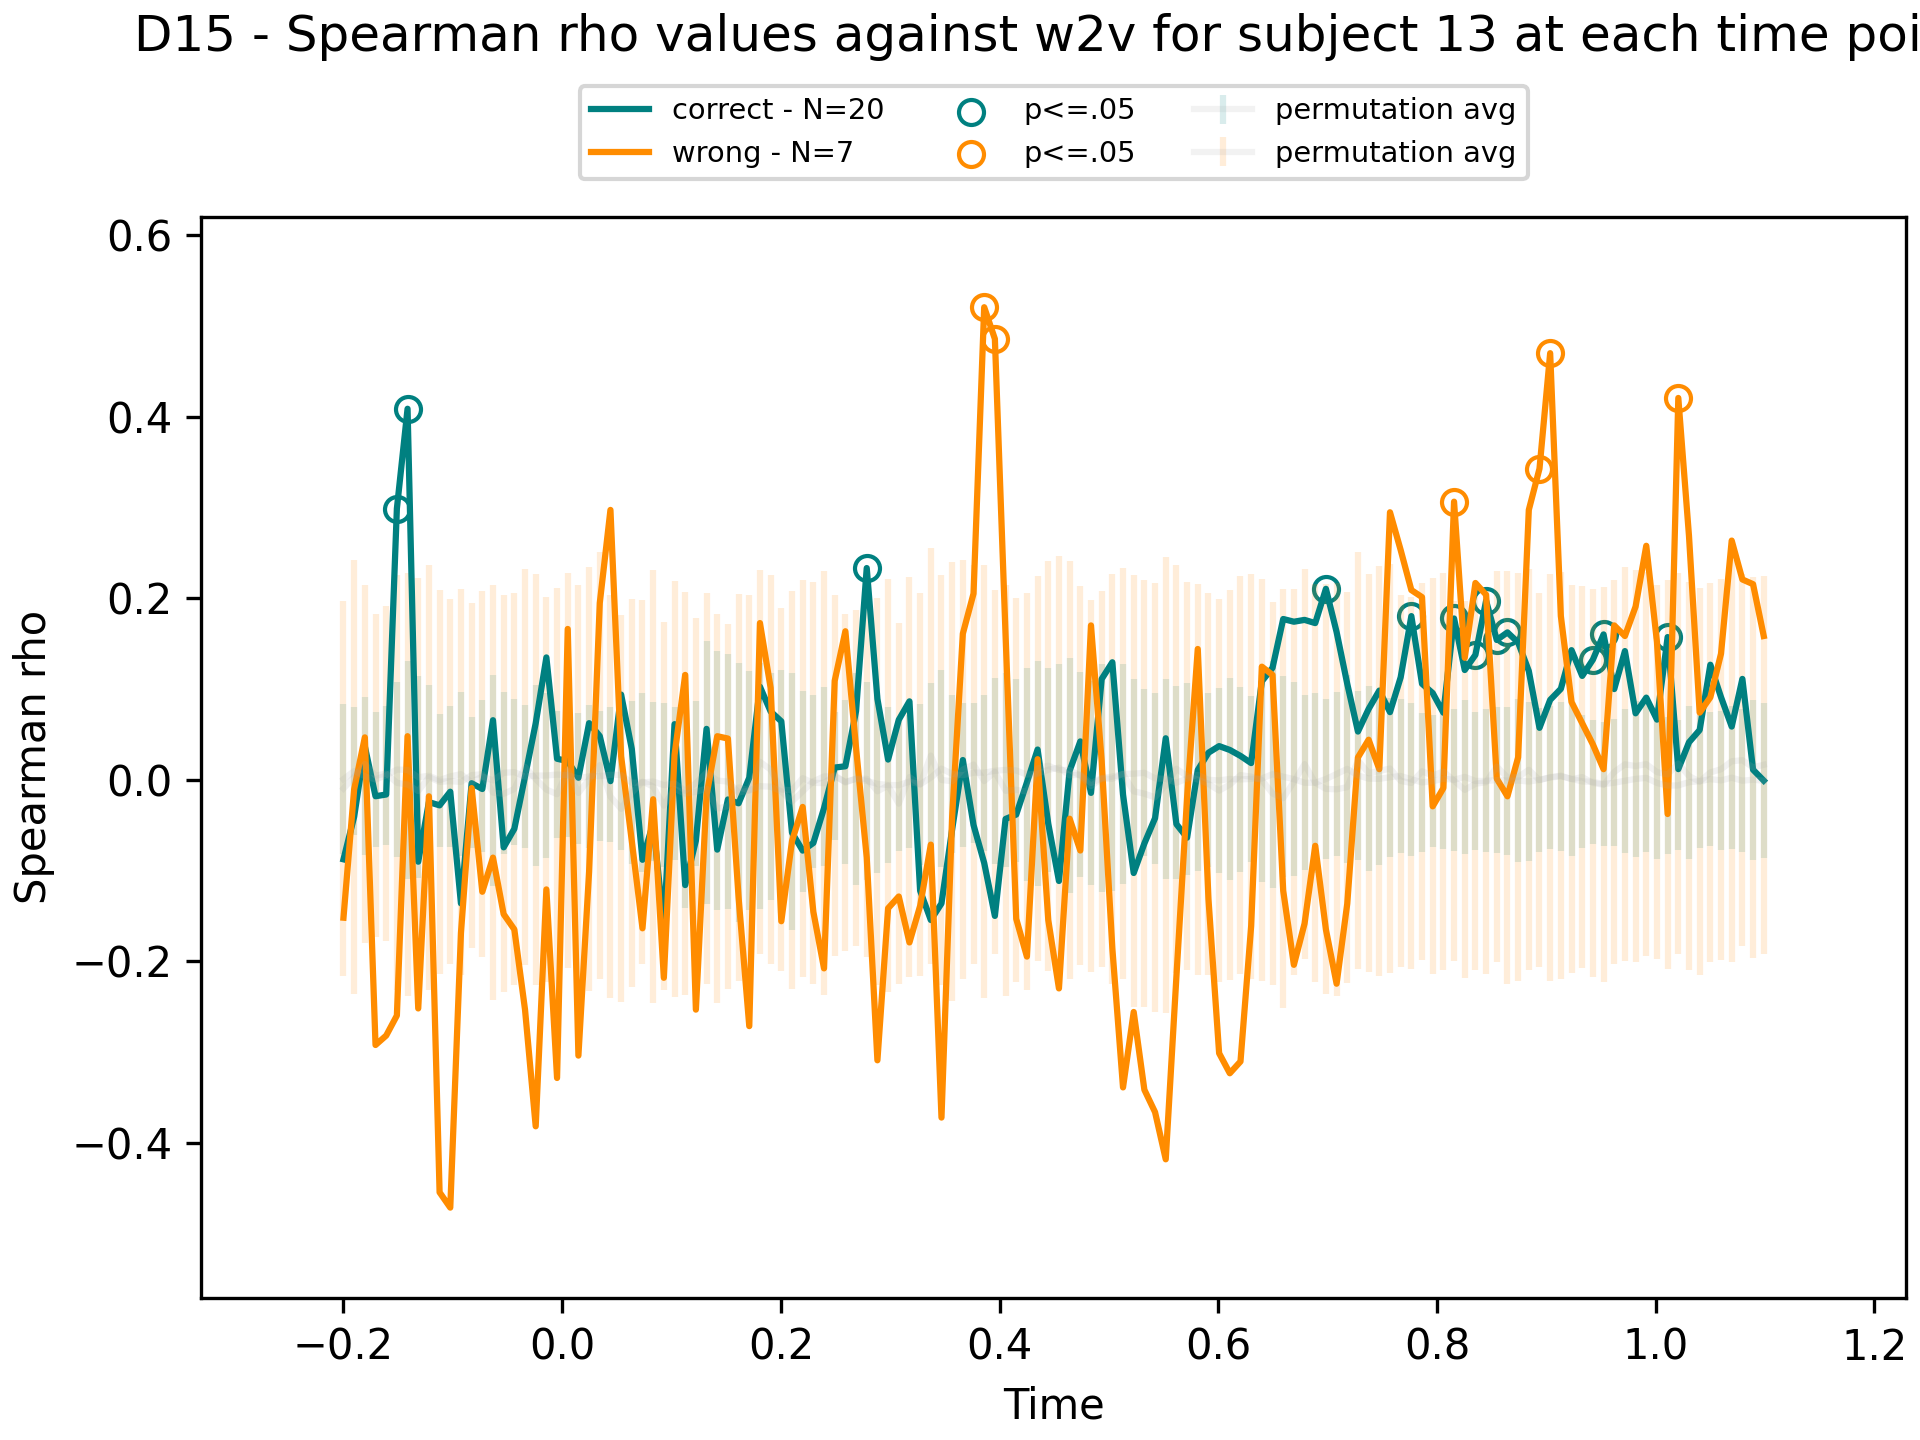 D15 - Spearman rho values against w2v for subject 13 at each time poi
correct - N=20
wrong - N=7
p<=.05
p<=.05
permutation avg
permutation avg
0.6
0.4
0.2
0.0
−0.2
−0.4
Spearman rho
−0.2 0.0 0.2 0.4 0.6 0.8 1.0 1.2
Time